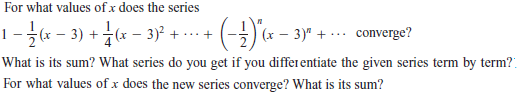 For what values of x does the series
1 − 1/2(x − 3) + 1/4(x − 3)² + ··· + (−1/2)ⁿ(x − 3)ⁿ + ··· converge?
What is its sum? What series do you get if you differentiate the given series term by term?
For what values of x does the new series converge? What is its sum?